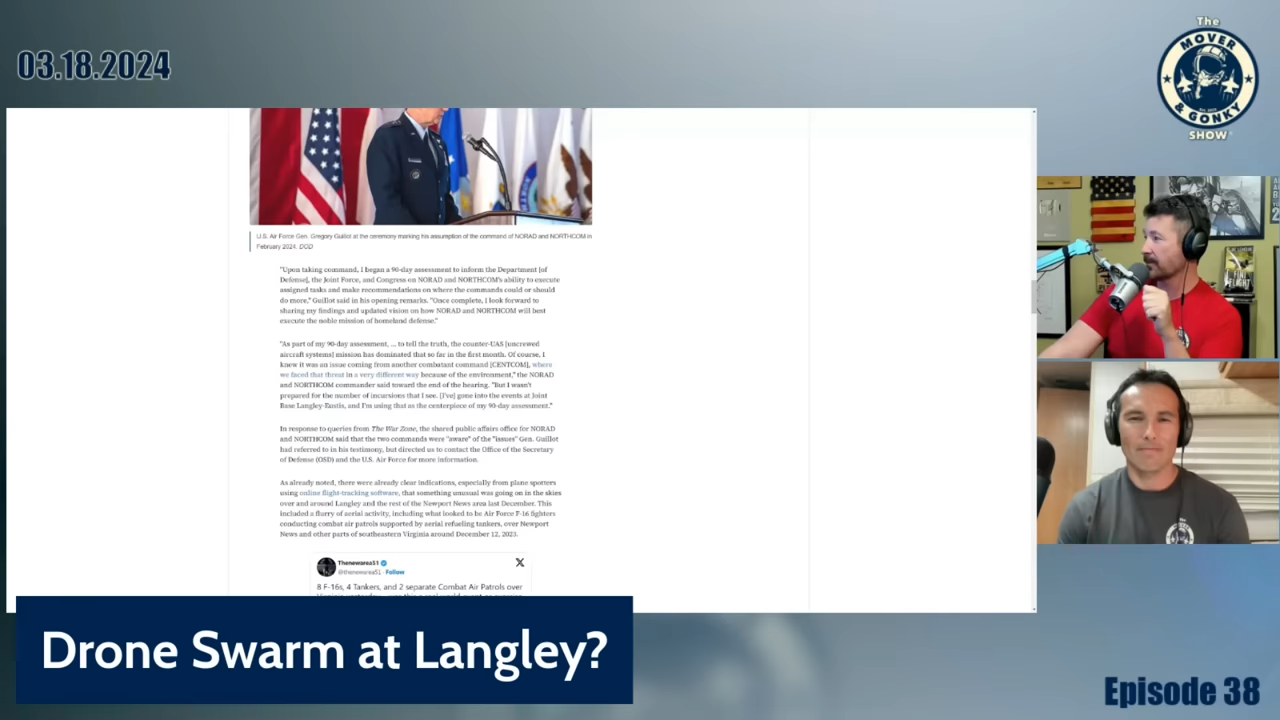 03.18.2024
The
MOVER
& GONKY
SHOW
U.S. Air Force Gen. Gregory Guillot at the ceremony marking his assumption of the command of NORAD and NORTHCOM in
February 2024. DOD
"Upon taking command, I began a 90-day assessment to inform the Department [of
Defense], the Joint Force, and Congress on NORAD and NORTHCOM's ability to execute
assigned tasks and make recommendations on where the commands could or should
do more," Guillot said in his opening remarks. "Once complete, I look forward to
sharing my findings and updated vision on how NORAD and NORTHCOM will best
execute the noble mission of homeland defense."
"As part of my 90-day assessment, ... to tell the truth, the counter-UAS [uncrewed
aircraft systems] mission has dominated that so far in the first month. Of course, I
knew it was an issue coming from another combatant command [CENTCOM], where
we faced that threat in a very different way because of the environment," the NORAD
and NORTHCOM commander said toward the end of the hearing. "But I wasn't
prepared for the number of incursions that I see. [I've] gone into the events at Joint
Base Langley-Eustis, and I'm using that as the centerpiece of my 90-day assessment."
In response to queries from The War Zone, the shared public affairs office for NORAD
and NORTHCOM said that the two commands were "aware" of the "issues" Gen. Guillot
had referred to in his testimony, but directed us to contact the Office of the Secretary
of Defense (OSD) and the U.S. Air Force for more information.
As already noted, there were already clear indications, especially from plane spotters
using online flight-tracking software, that something unusual was going on in the skies
over and around Langley and the rest of the Newport News area last December. This
included a flurry of aerial activity, including what looked to be Air Force F-16 fighters
conducting combat air patrols supported by aerial refueling tankers, over Newport
News and other parts of southeastern Virginia around December 12, 2023.
Thenewarea51
@thenewarea51 · Follow
8 F-16s, 4 Tankers, and 2 separate Combat Air Patrols over
Drone Swarm at Langley?
Episode 38